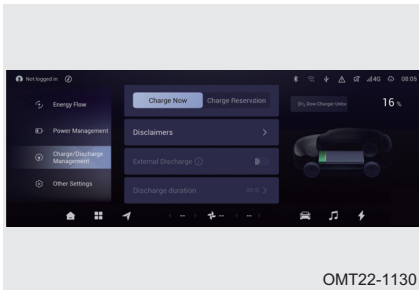 Not logged in
4G 08:05
Energy Flow
Power Management
Charge/Discharge
Management
Other Settings
Charge Now Charge Reservation
Disclaimers
External Discharge
Discharge duration
16 %
OMT22-1130